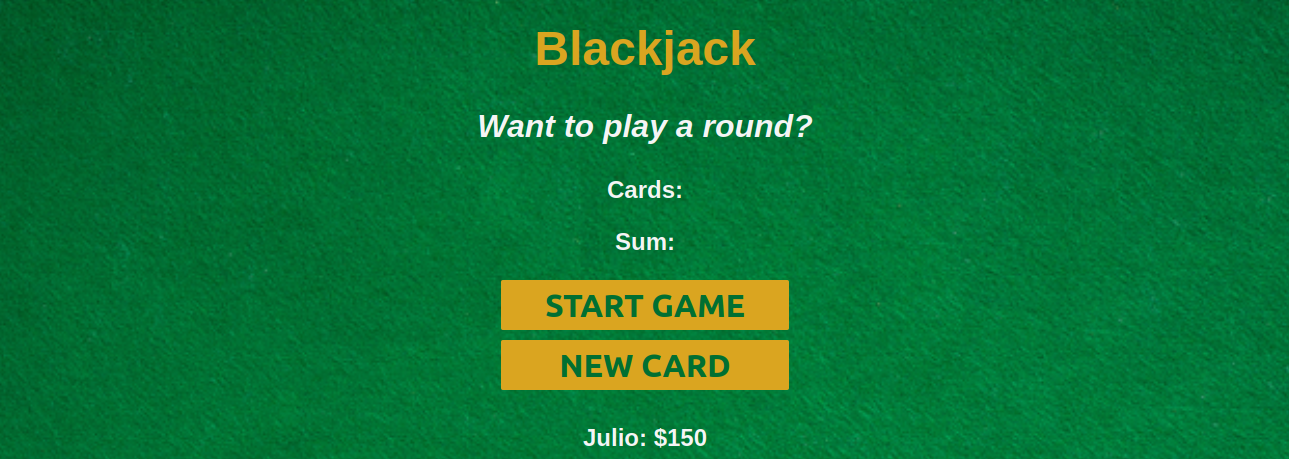 Blackjack
Want to play a round?
Cards:
Sum:
START GAME
NEW CARD
Julio: $150